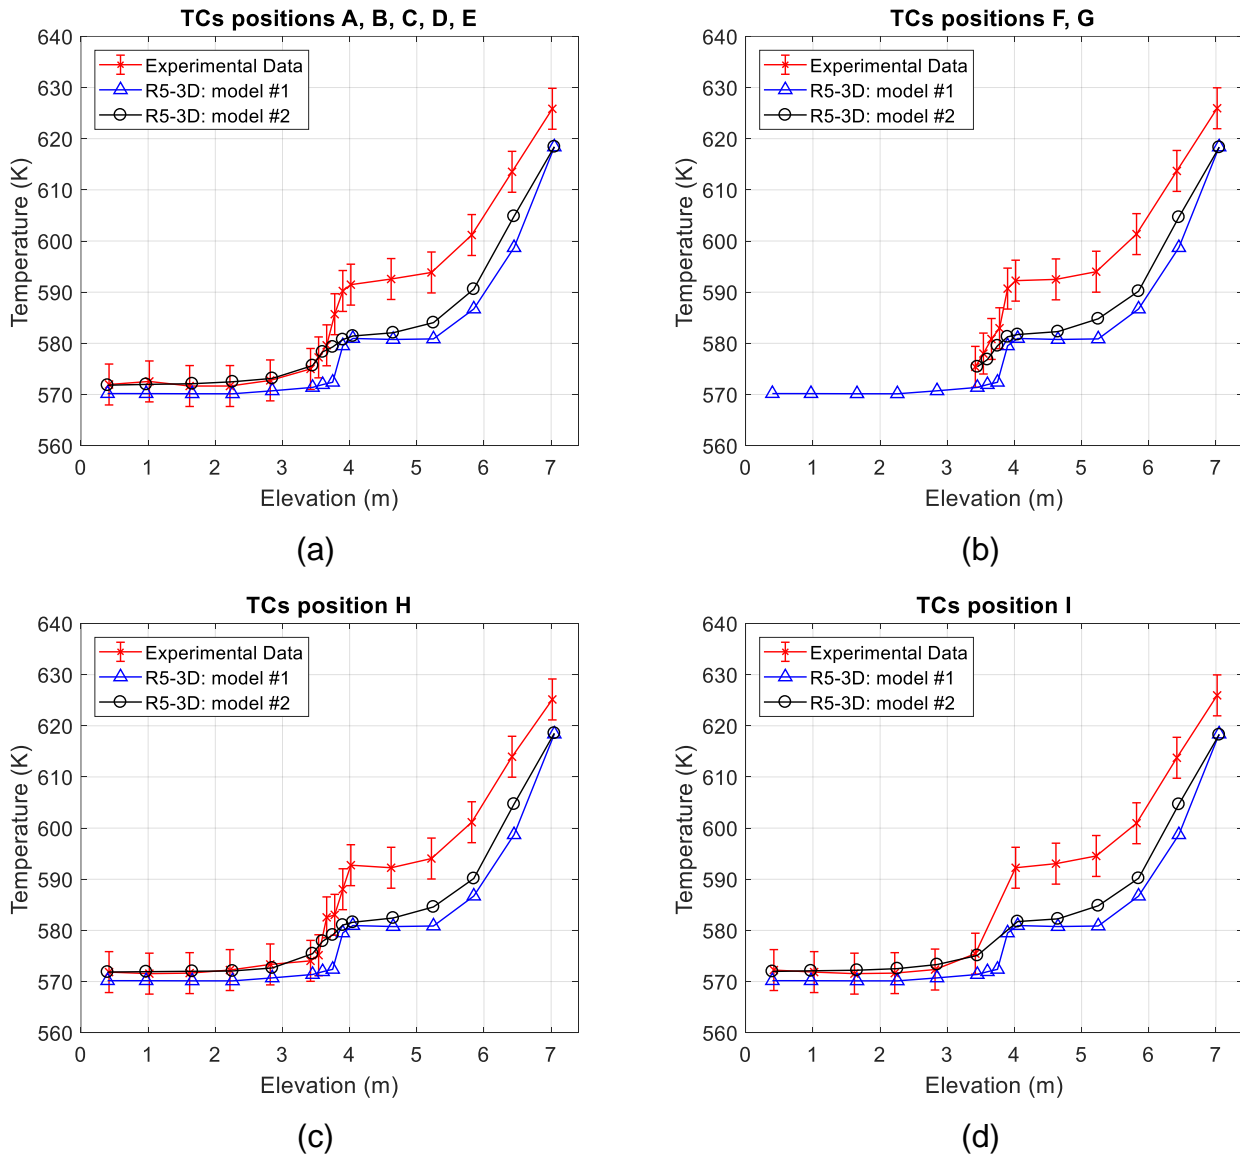 TCs positions A, B, C, D, E
640
630
620
610
600
590
580
570
560
Temperature (K)
Experimental Data
R5-3D: model #1
R5-3D: model #2
0 1 2 3 4 5 6 7
Elevation (m)
(a)
TCs positions F, G
640
630
620
610
600
590
580
570
560
Temperature (K)
Experimental Data
R5-3D: model #1
R5-3D: model #2
0 1 2 3 4 5 6 7
Elevation (m)
(b)
TCs position H
640
630
620
610
600
590
580
570
560
Temperature (K)
Experimental Data
R5-3D: model #1
R5-3D: model #2
0 1 2 3 4 5 6 7
Elevation (m)
(c)
TCs position I
640
630
620
610
600
590
580
570
560
Temperature (K)
Experimental Data
R5-3D: model #1
R5-3D: model #2
0 1 2 3 4 5 6 7
Elevation (m)
(d)